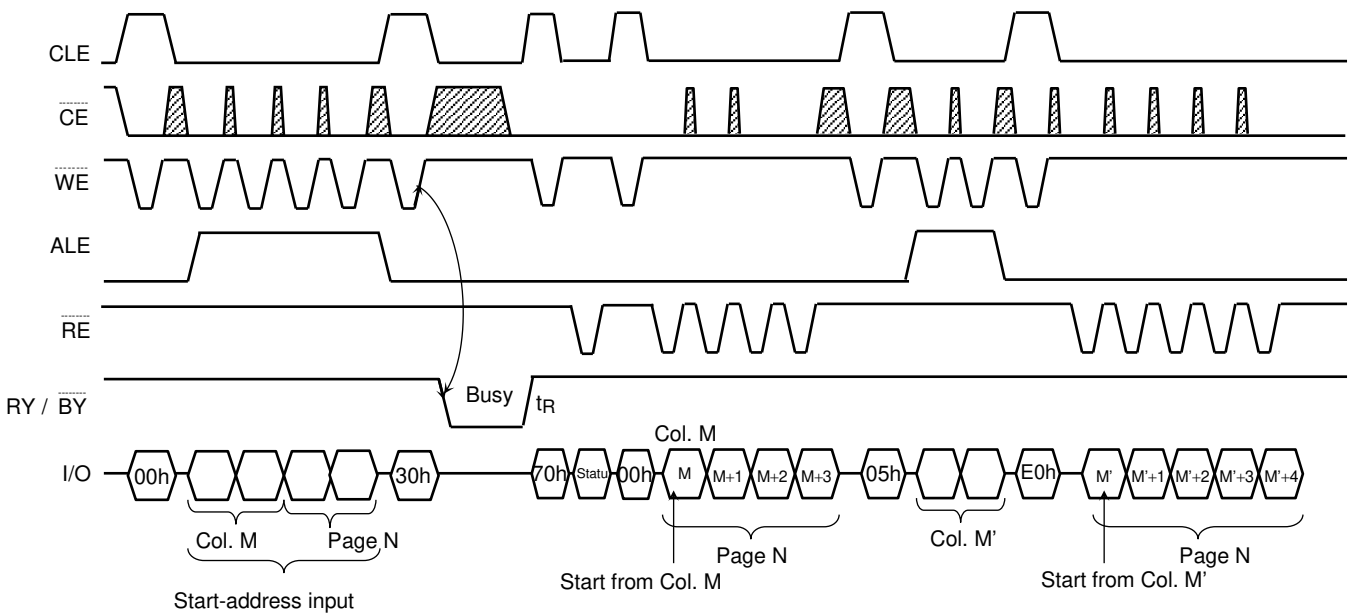 CLE
CE
WE
ALE
RE
RY / BY
Busy
tR
Col. M
I/O
00h
30h
70h
Statu
00h
M
M+1
M+2
M+3
05h
E0h
M'
M'+1
M'+2
M'+3
M'+4
Col. M
Page N
Col. M'
Page N
Page N
Start from Col. M
Start from Col. M'
Start-address input